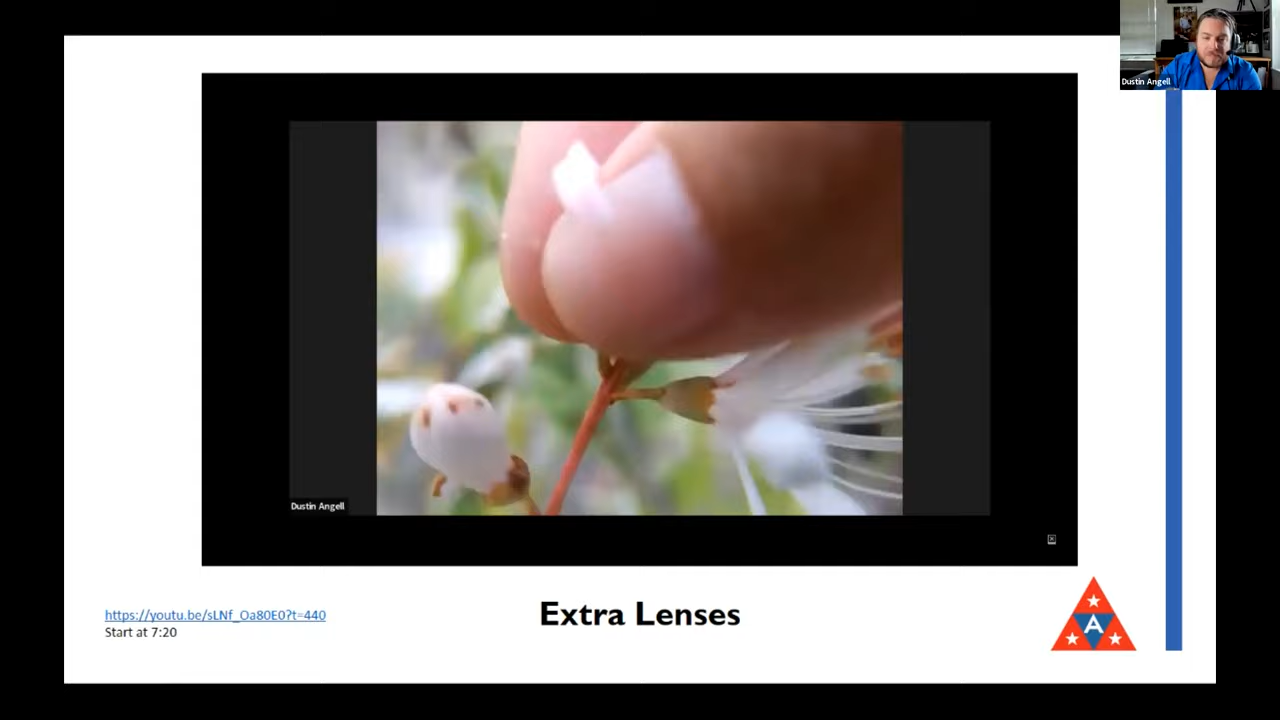 Dustin Angell
Dustin Angell
https://youtu.be/sLNf_Oa80E0?t=440
Start at 7:20
Extra Lenses
A